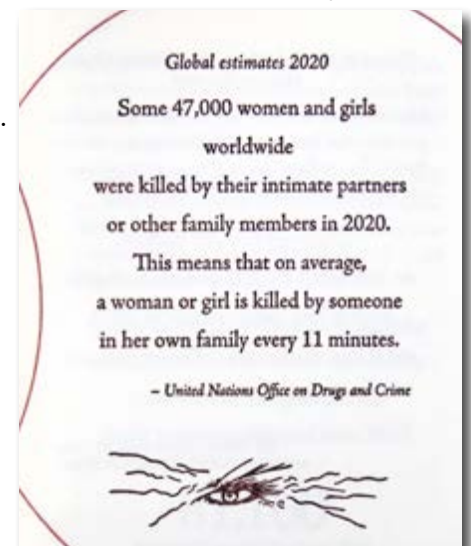 Global estimates 2020
Some 47,000 women and girls
worldwide
were killed by their intimate partners
or other family members in 2020.
This means that on average,
a woman or girl is killed by someone
in her own family every 11 minutes.
– United Nations Office on Drugs and Crime